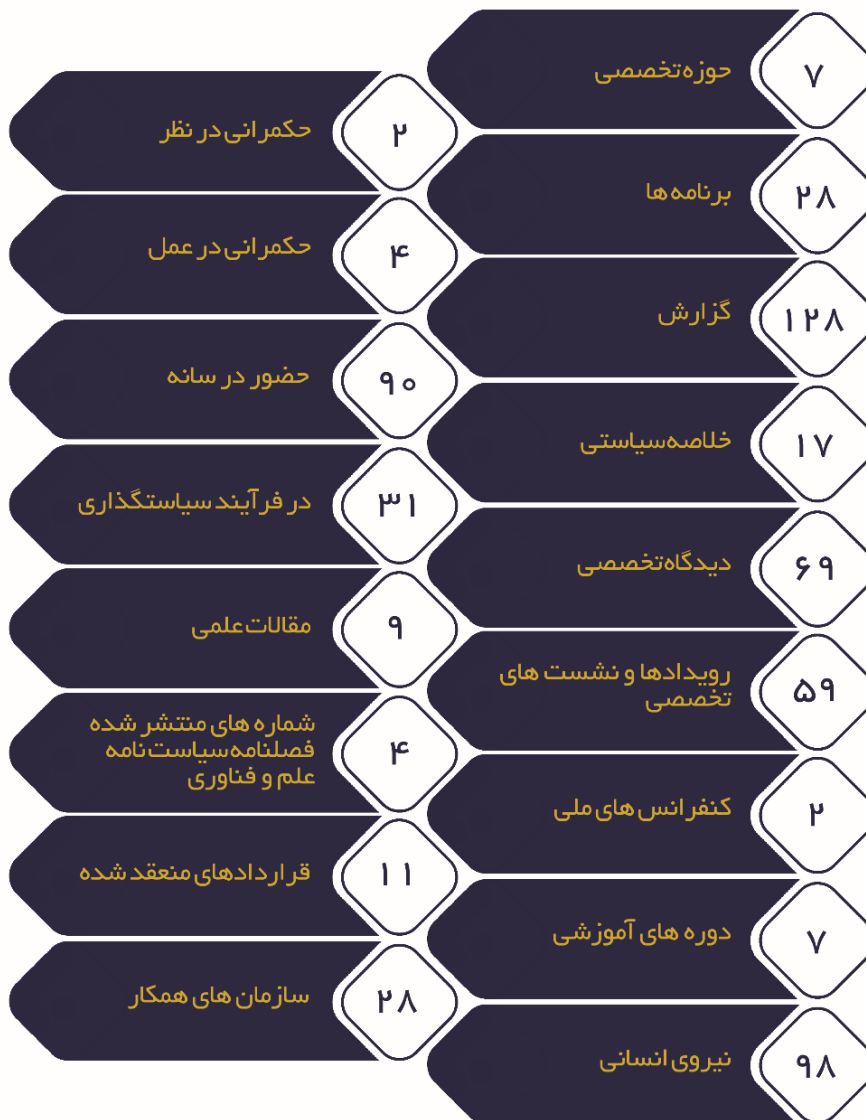 حوزه تخصصی
۷
برنامه ها
۲۸
گزارش
۱۲۸
خلاصه سیاستی
۱۷
دیدگاه تخصصی
۶۹
رویدادها و نشست های
تخصصی
۵۹
کنفرانس های ملی
۲
دوره های آموزشی
۷
نیروی انسانی
۹۸
حکمرانی در نظر
۲
حکمرانی در عمل
۴
حضور در سانه
۹۰
در فرآیند سیاستگذاری
۳۱
مقالات علمی
۹
شماره های منتشر شده
فصلنامه سیاست نامه
علم و فناوری
۴
قراردادهای منعقد شده
۱۱
سازمان های همکار
۲۸